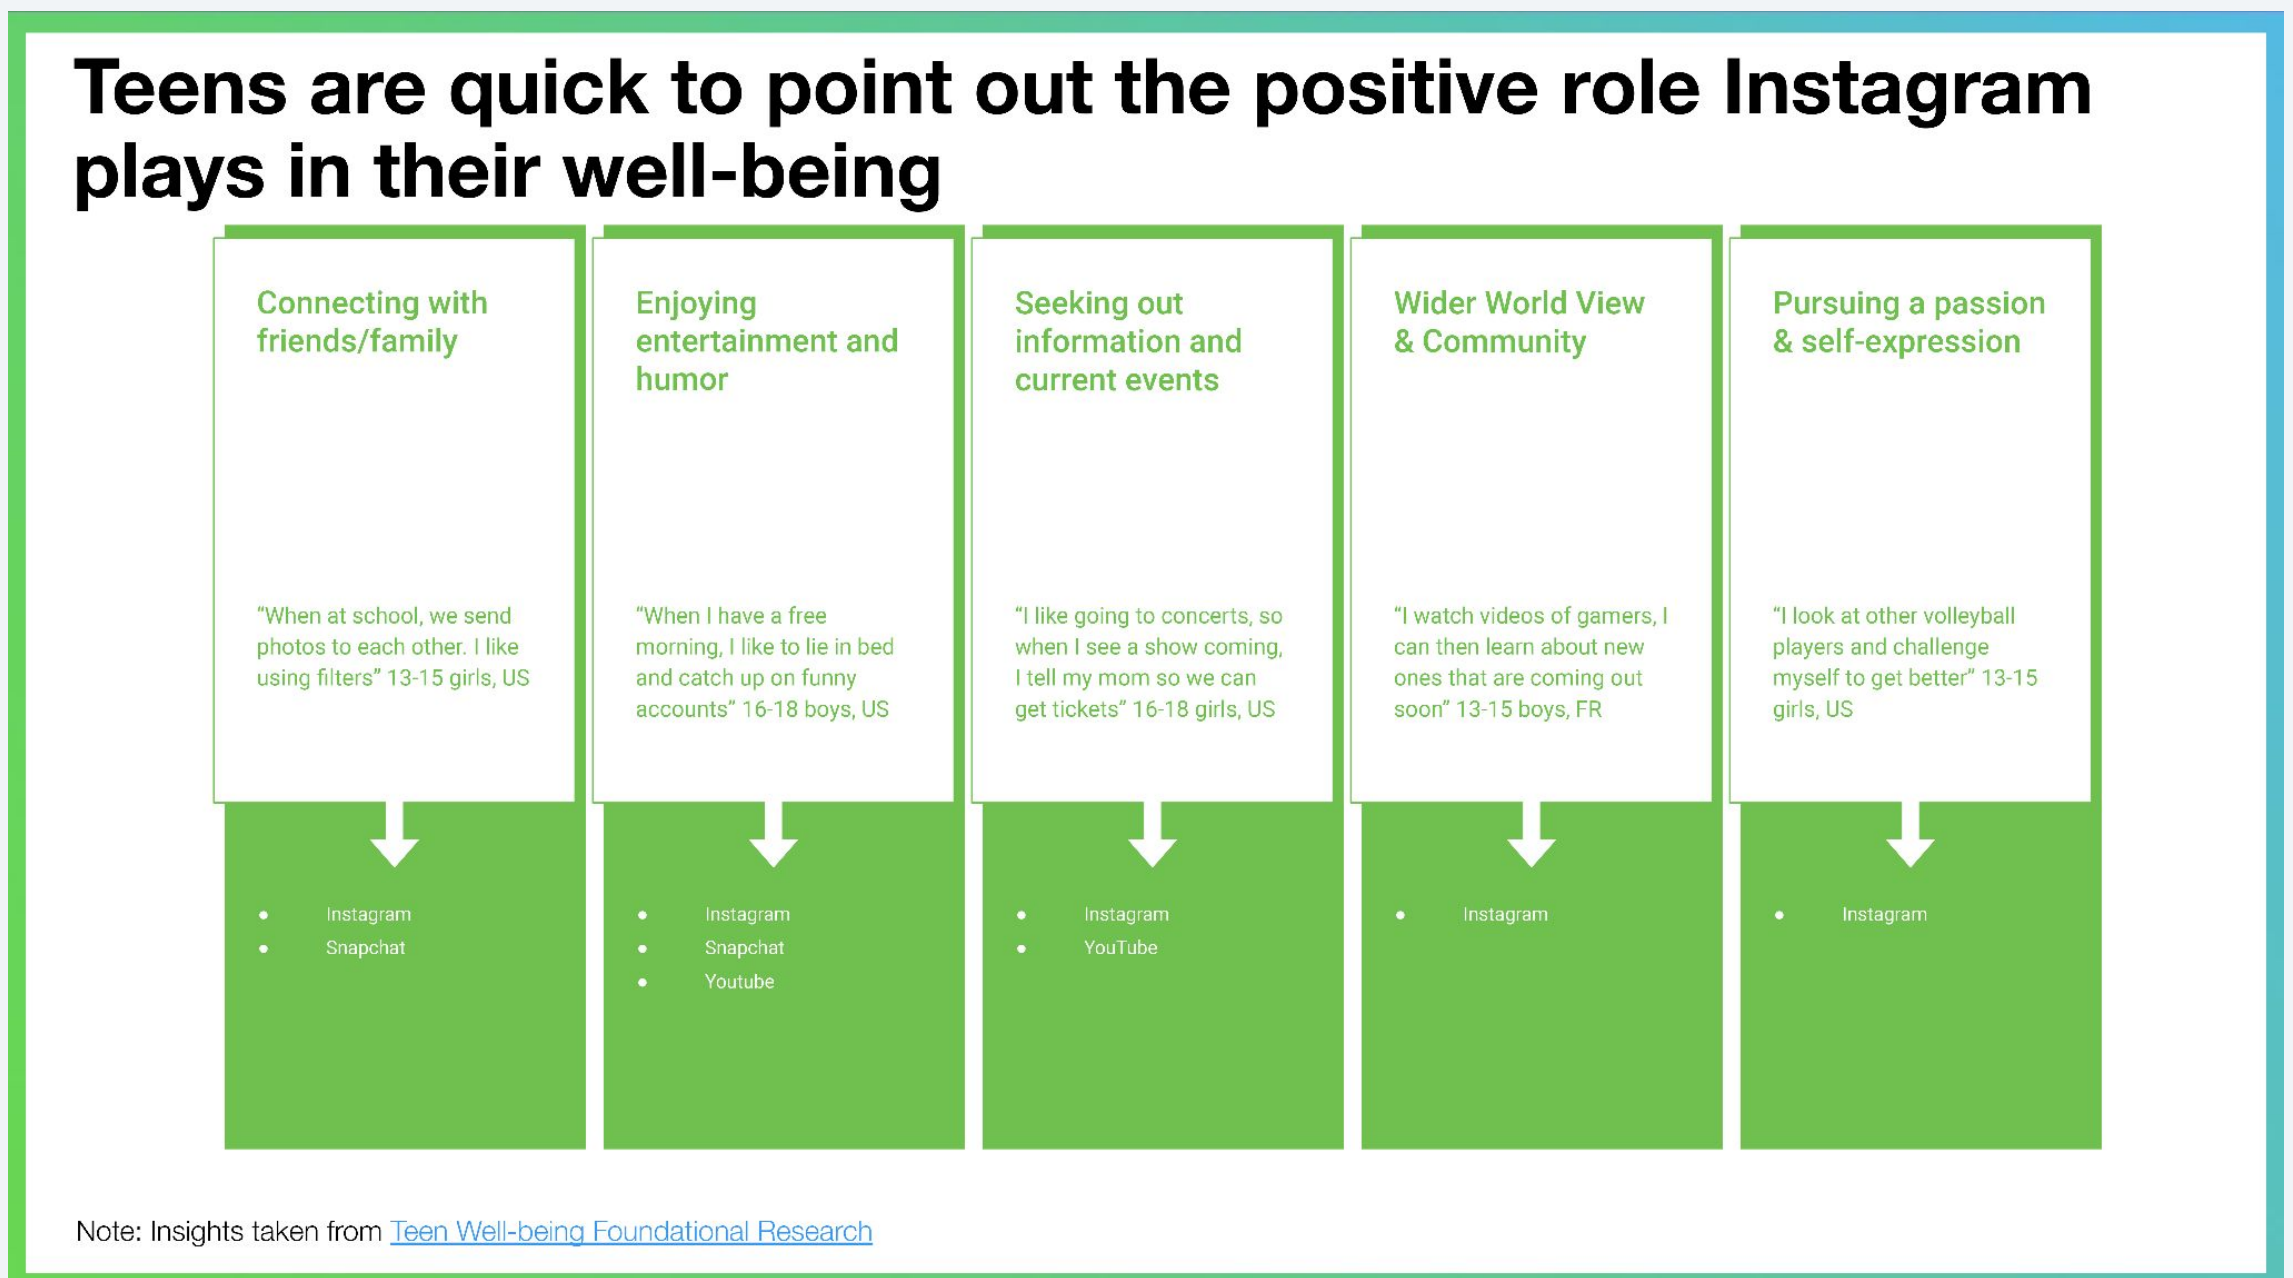 Teens are quick to point out the positive role Instagram
plays in their well-being
Connecting with
friends/family
“When at school, we send
photos to each other. I like
using filters” 13-15 girls, US
• Instagram
• Snapchat
Enjoying
entertainment and
humor
“When I have a free
morning, I like to lie in bed
and catch up on funny
accounts” 16-18 boys, US
• Instagram
• Snapchat
• Youtube
Seeking out
information and
current events
“I like going to concerts, so
when I see a show coming,
I tell my mom so we can
get tickets” 16-18 girls, US
• Instagram
• YouTube
Wider World View
& Community
“I watch videos of gamers, I
can then learn about new
ones that are coming out
soon” 13-15 boys, FR
• Instagram
Pursuing a passion
& self-expression
“I look at other volleyball
players and challenge
myself to get better” 13-15
girls, US
• Instagram
Note: Insights taken from Teen Well-being Foundational Research